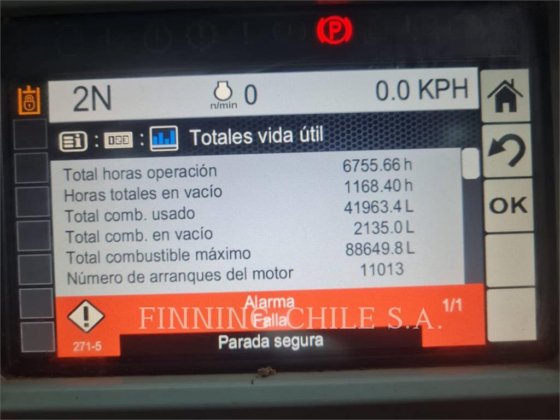 P
2N n/min 0 0.0 KPH
: 123 : Totales vida útil
Total horas operación 6755.66 h
Horas totales en vacío 1168.40 h
Total comb. usado 41963.4 L
Total comb. en vacío 2135.0 L
Total combustible máximo 88649.8 L
Número de arranques del motor 11013
OK
Alarma 1/1
Falla
FINNING CHILE S.A.
271-5 Parada segura